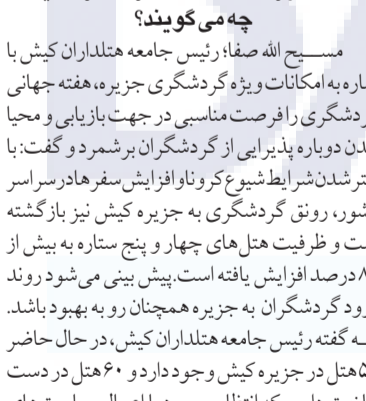 چه می گویند؟
مسیح الله صفا؛ رئیس جامعه هتلداران کیش با
اره به امکانات ویژه گردشگری جزیره، هفته جهانی
ردشگری را فرصت مناسبی در جهت بازیابی و محیا
دن دوباره پذیرایی از گردشگران برشمرد و گفت: با
تر شدن شرایط شیوع کرونا و افزایش سفرها در سراسر
شور، رونق گردشگری به جزیره کیش نیز بازگشته
ت و ظرفیت هتل های چهار و پنج ستاره به بیش از
۸ درصد افزایش یافته است. پیش بینی می شود روند
رود گردشگران به جزیره همچنان رو به بهبود باشد.
ـه گفته رئیس جامعه هتلداران کیش، در حال حاضر
۵ هتل در جزیره کیش وجود دارد و ۶۰ هتل در دست